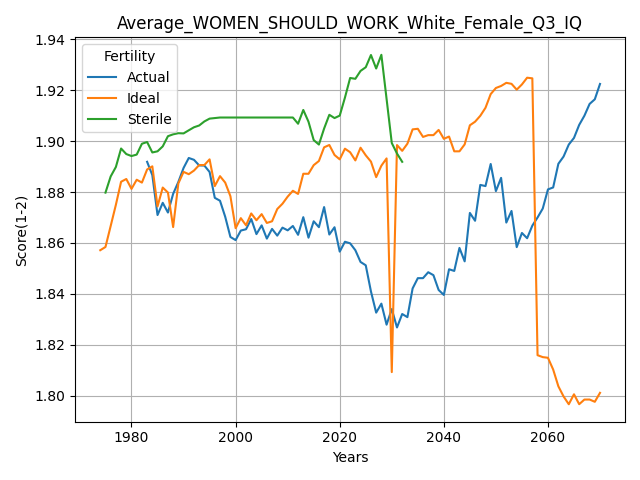 Average_WOMEN_SHOULD_WORK_White_Female_Q3_IQ
1.94
1.92
1.90
1.88
1.86
1.84
1.82
1.80
Score(1-2)
Fertility
Actual
Ideal
Sterile
1980
2000
2020
2040
2060
Years